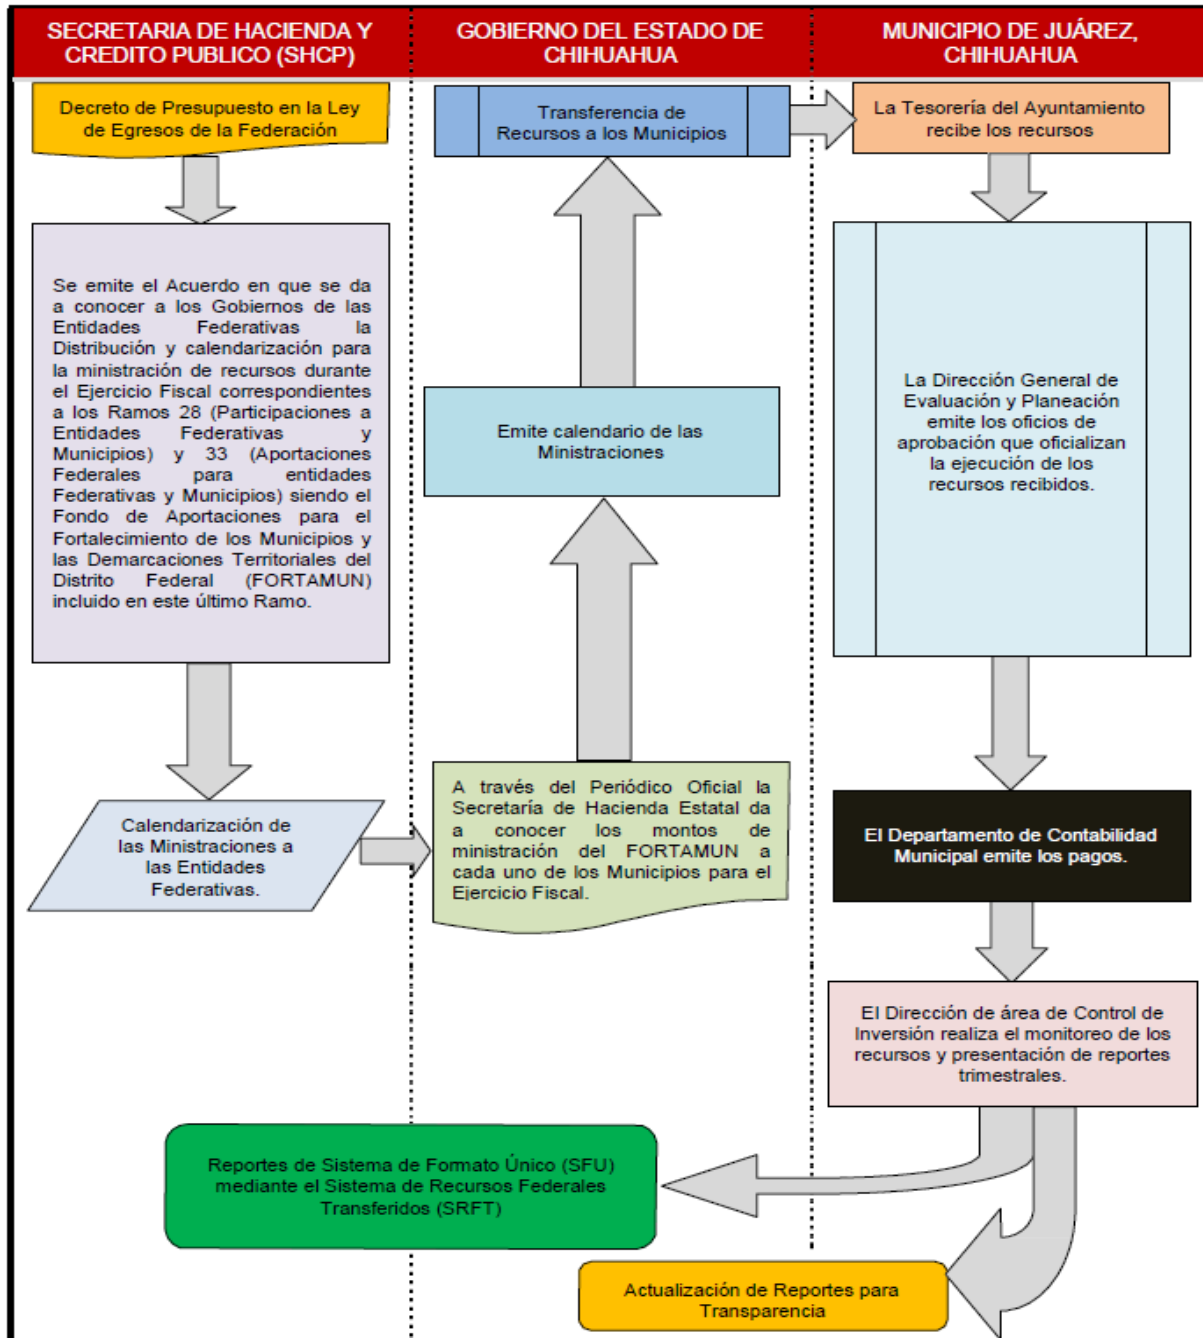 SECRETARIA DE HACIENDA Y
CREDITO PUBLICO (SHCP)
GOBIERNO DEL ESTADO DE
CHIHUAHUA
MUNICIPIO DE JUÁREZ,
CHIHUAHUA
Decreto de Presupuesto en la Ley
de Egresos de la Federación
Se emite el Acuerdo en que se da
a conocer a los Gobiernos de las
Entidades Federativas la
Distribución y calendarización para
la ministración de recursos durante
el Ejercicio Fiscal correspondientes
a los Ramos 28 (Participaciones a
Entidades Federativas y
Municipios) y 33 (Aportaciones
Federales para entidades
Federativas y Municipios) siendo el
Fondo de Aportaciones para el
Fortalecimiento de los Municipios y
las Demarcaciones Territoriales del
Distrito Federal (FORTAMUN)
incluido en este último Ramo.
Calendarización de
las Ministraciones a
las Entidades
Federativas.
A través del Periódico Oficial la
Secretaría de Hacienda Estatal da
a conocer los montos de
ministración del FORTAMUN a
cada uno de los Municipios para el
Ejercicio Fiscal.
Emite calendario de las
Ministraciones
Transferencia de
Recursos a los Municipios
La Tesorería del Ayuntamiento
recibe los recursos
La Dirección General de
Evaluación y Planeación
emite los oficios de
aprobación que oficializan
la ejecución de los
recursos recibidos.
El Departamento de Contabilidad
Municipal emite los pagos.
El Dirección de área de Control de
Inversión realiza el monitoreo de los
recursos y presentación de reportes
trimestrales.
Reportes de Sistema de Formato Único (SFU)
mediante el Sistema de Recursos Federales
Transferidos (SRFT)
Actualización de Reportes para
Transparencia